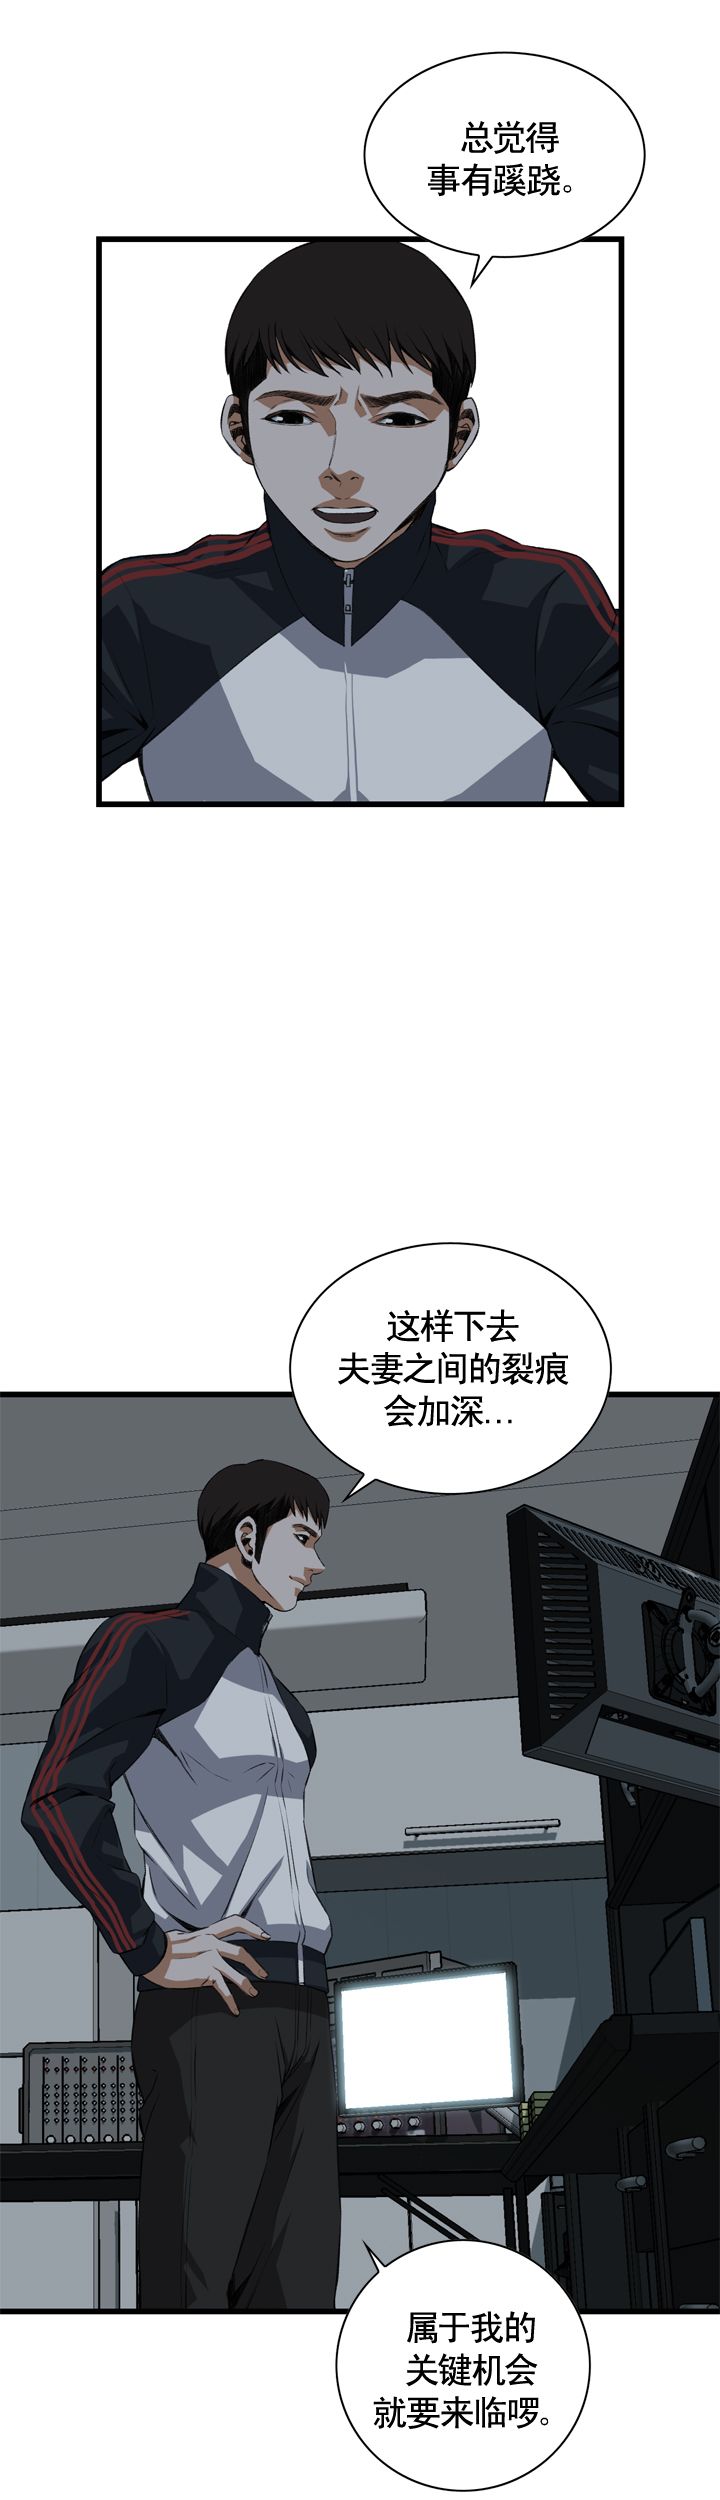 总觉得
事有蹊跷。
这样下去
夫妻之间的裂痕
会加深...
属于我的
关键机会
就要来临啰。